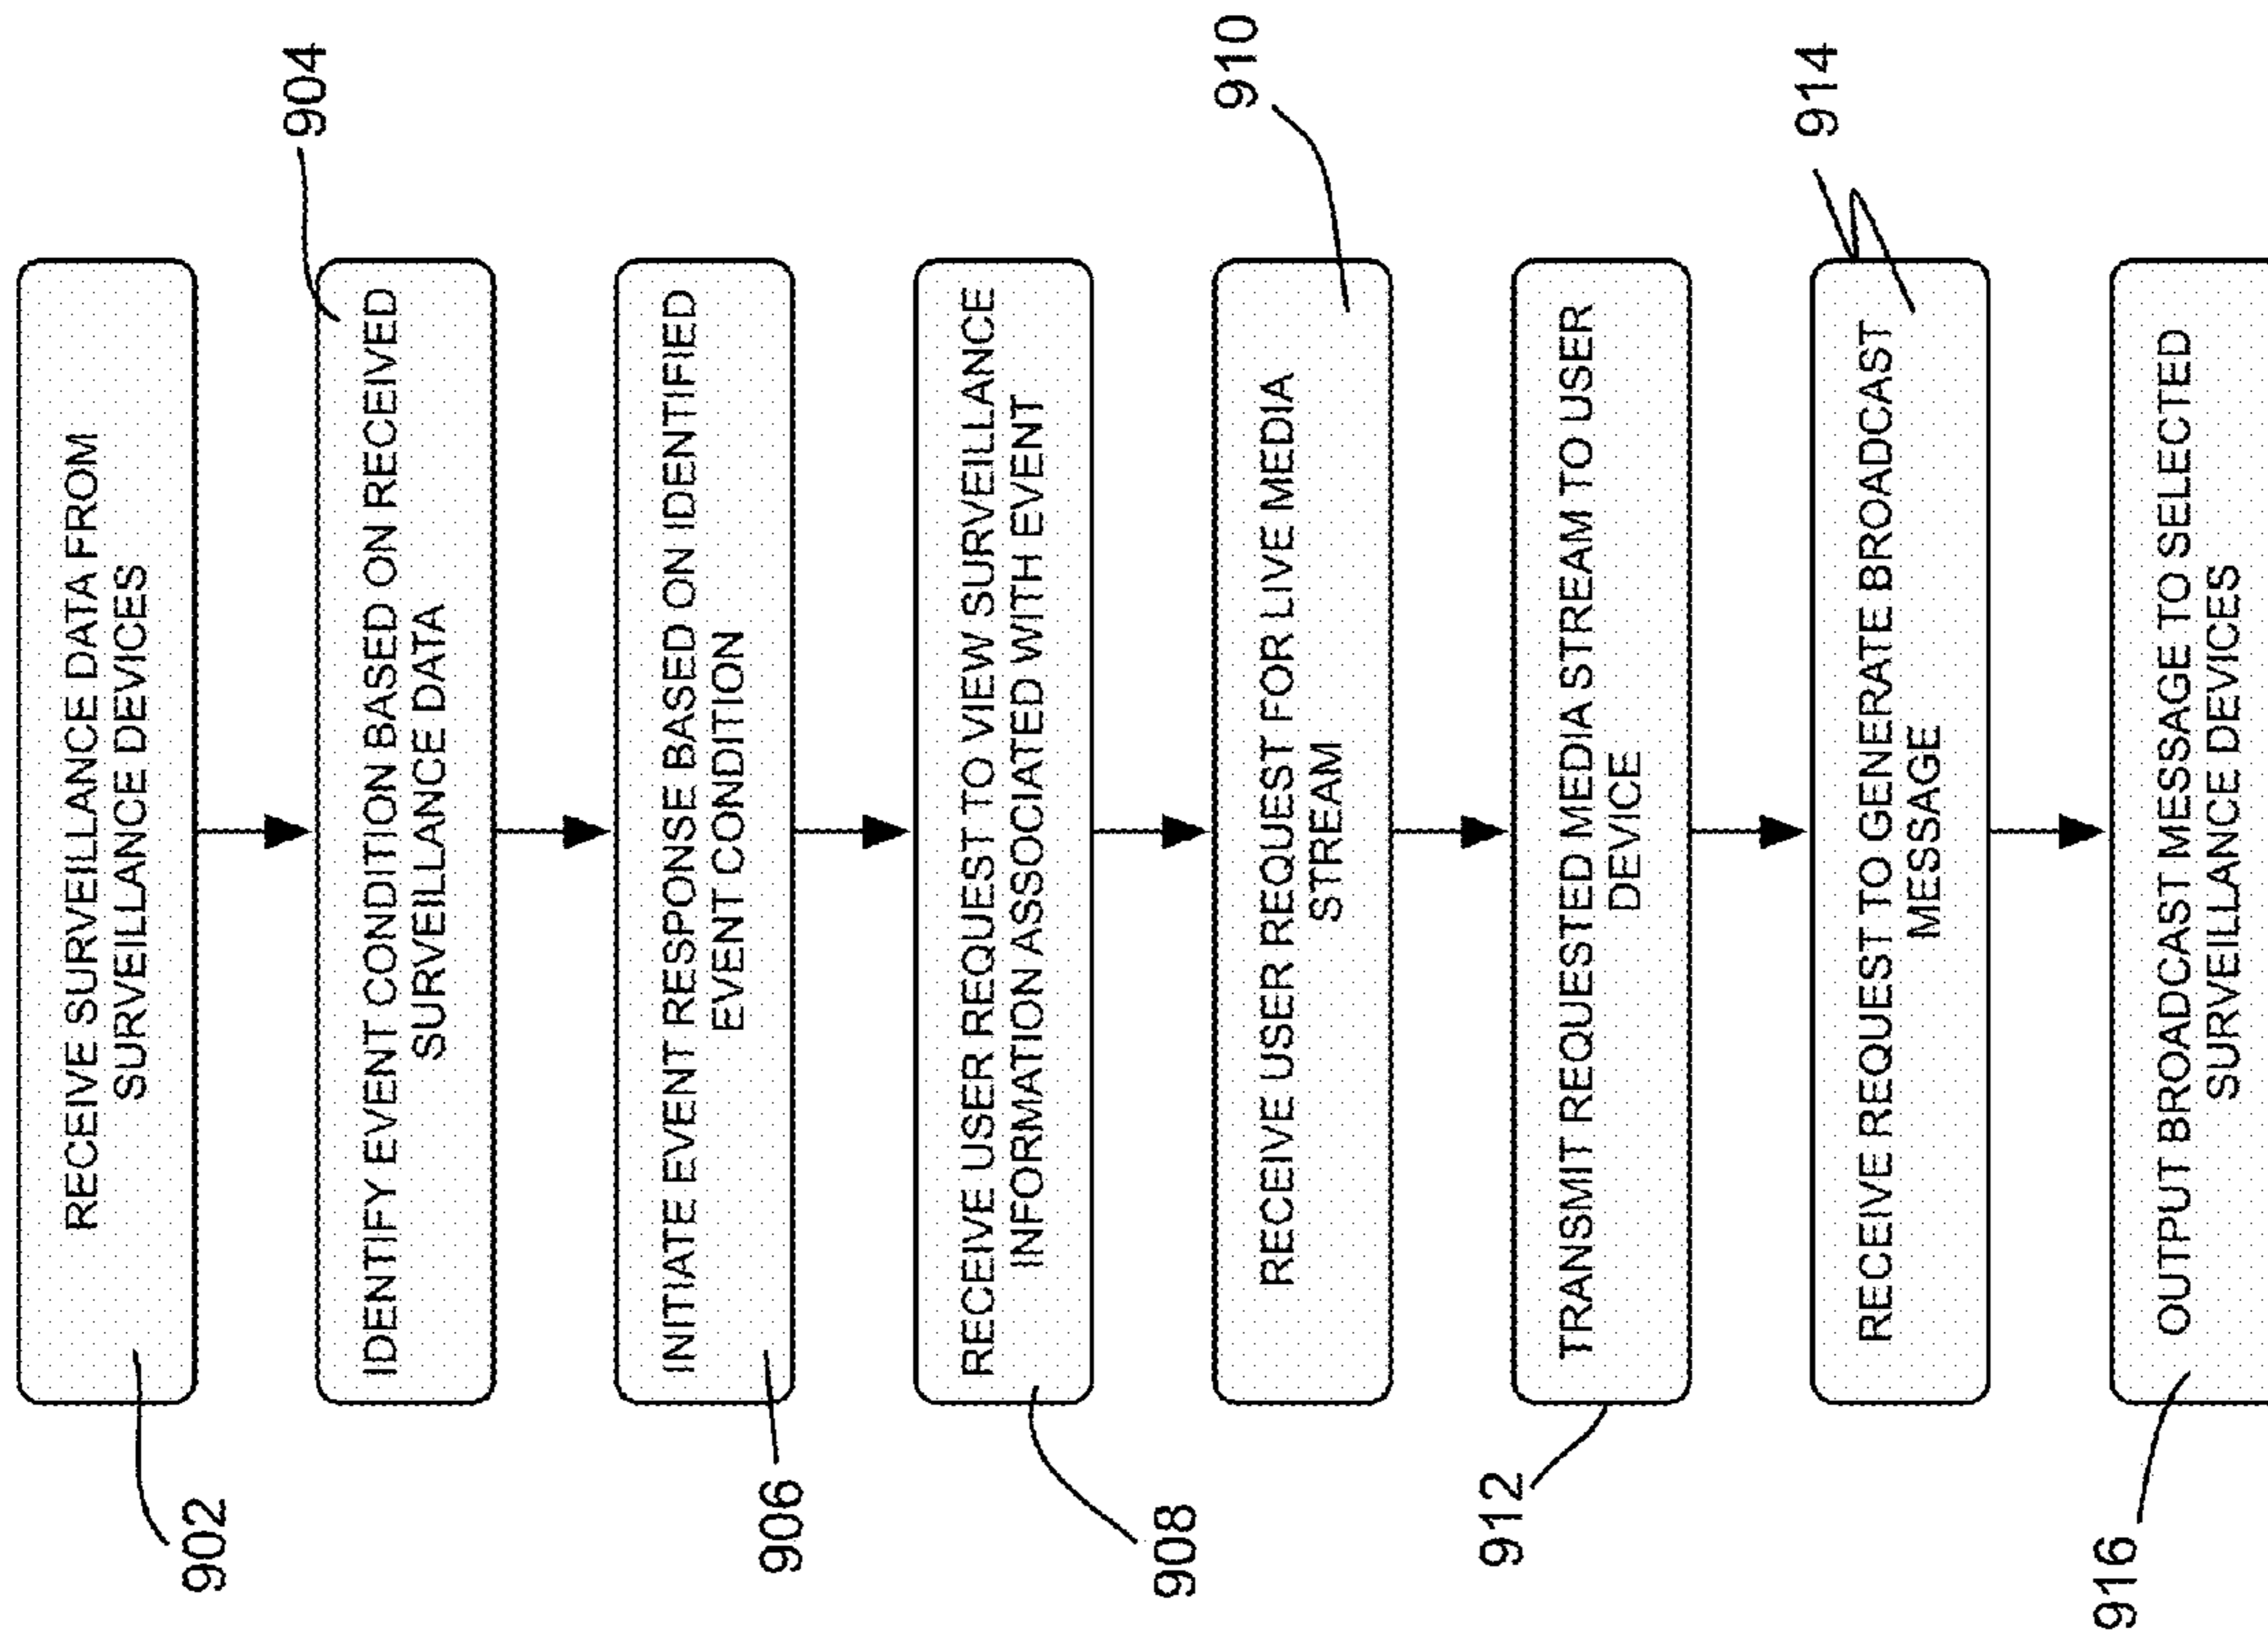 RECEIVE SURVEILLANCE DATA FROM
SURVEILLANCE DEVICES
902
IDENTIFY EVENT CONDITION BASED ON RECEIVED
SURVEILLANCE DATA
904
INITIATE EVENT RESPONSE BASED ON IDENTIFIED
EVENT CONDITION
906
RECEIVE USER REQUEST TO VIEW SURVEILLANCE
INFORMATION ASSOCIATED WITH EVENT
908
RECEIVE USER REQUEST FOR LIVE MEDIA
STREAM
910
TRANSMIT REQUESTED MEDIA STREAM TO USER
DEVICE
912
RECEIVE REQUEST TO GENERATE BROADCAST
MESSAGE
914
OUTPUT BROADCAST MESSAGE TO SELECTED
SURVEILLANCE DEVICES
916